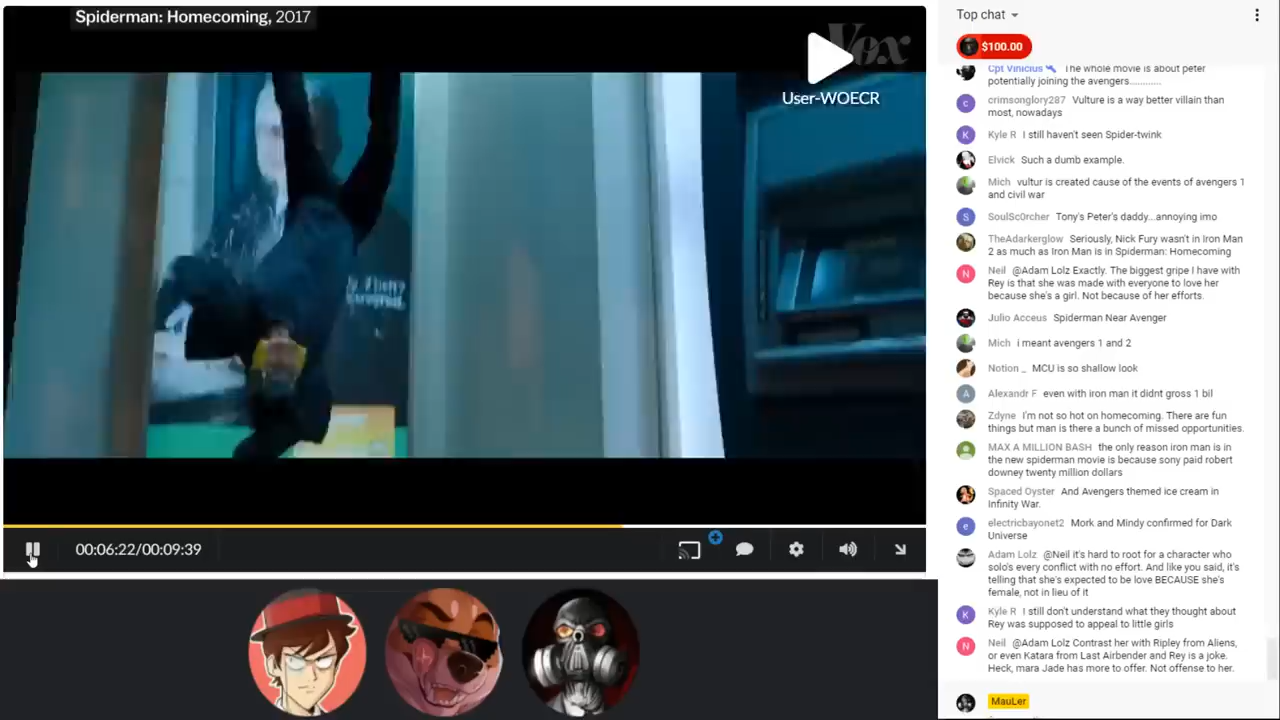 Spiderman: Homecoming, 2017
Vox
User-WOECR
00:06:22/00:09:39
Top chat
$100.00
Cpt Vinicius The whole movie is about peter
potentially joining the avengers............
crimsonglory287 Vulture is a way better villain than
most, nowadays
Kyle R I still haven't seen Spider-twink
Elvick Such a dumb example.
Mich vultur is created cause of the events of avengers 1
and civil war
SoulSc0rcher Tony's Peter's daddy...annoying imo
TheAdarkerglow Seriously, Nick Fury wasn't in Iron Man
2 as much as Iron Man is in Spiderman: Homecoming
Neil @Adam Lolz Exactly. The biggest gripe I have with
Rey is that she was made with everyone to love her
because she's a girl. Not because of her efforts.
Julio Acceus Spiderman Near Avenger
Mich i meant avengers 1 and 2
Notion _ MCU is so shallow look
Alexandr F even with iron man it didnt gross 1 bil
Zdyne I'm not so hot on homecoming. There are fun
things but man is there a bunch of missed opportunities.
MAX A MILLION BASH the only reason iron man is in
the new spiderman movie is because sony paid robert
downey twenty million dollars
Spaced Oyster And Avengers themed ice cream in
Infinity War.
electricbayonet2 Mork and Mindy confirmed for Dark
Universe
Adam Lolz @Neil it's hard to root for a character who
solo's every conflict with no effort. And like you said, it's
telling that she's expected to be love BECAUSE she's
female, not in lieu of it
Kyle R I still don't understand what they thought about
Rey was supposed to appeal to little girls
Neil @Adam Lolz Contrast her with Ripley from Aliens,
or even Katara from Last Airbender and Rey is a joke.
Heck, mara Jade has more to offer. Not offense to her.
MauLer